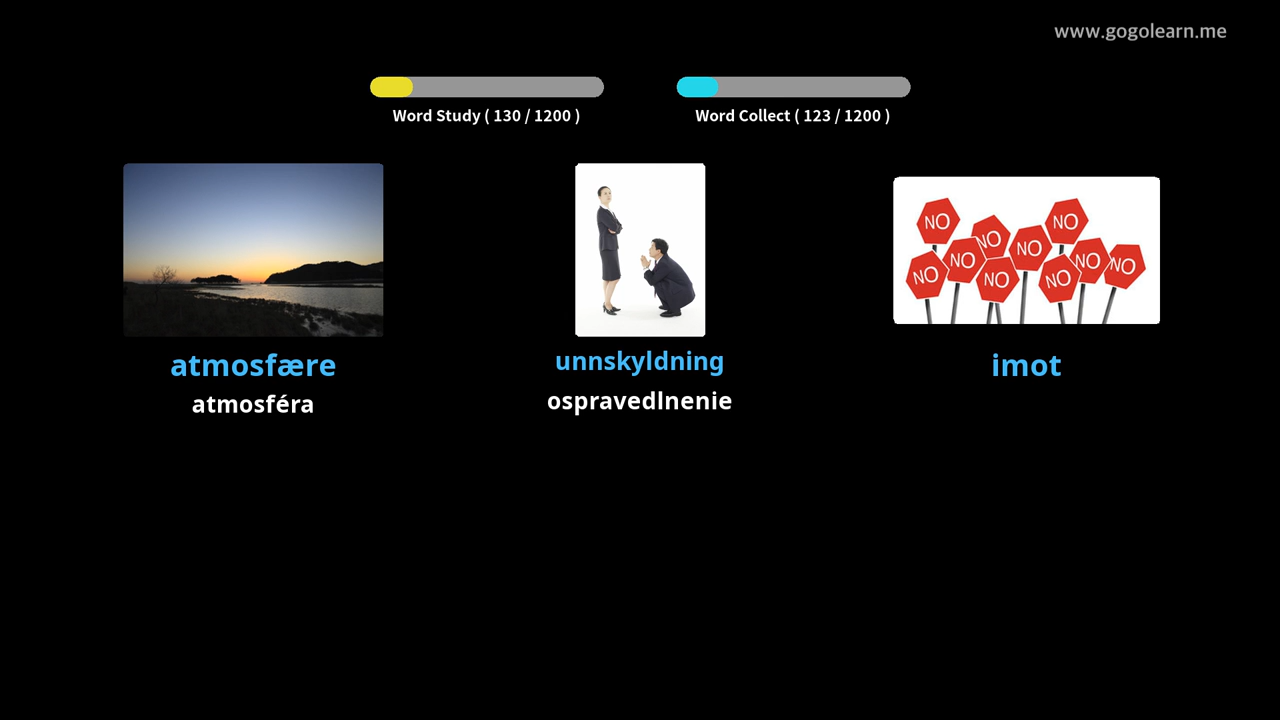 www.gogolearn.me
Word Study ( 130 / 1200 )
Word Collect ( 123 / 1200 )
NO
NO
NO
NO
NO
NO
NO
NO
NO
NO
atmosfære
unnskyldning
imot
atmosféra
ospravedlnenie